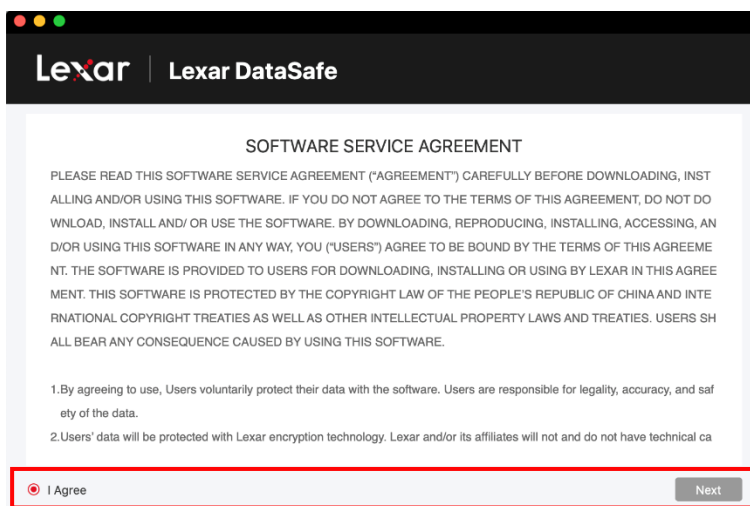 Lexar | Lexar DataSafe
SOFTWARE SERVICE AGREEMENT
PLEASE READ THIS SOFTWARE SERVICE AGREEMENT (“AGREEMENT”) CAREFULLY BEFORE DOWNLOADING, INST
ALLING AND/OR USING THIS SOFTWARE. IF YOU DO NOT AGREE TO THE TERMS OF THIS AGREEMENT, DO NOT DO
WNLOAD, INSTALL AND/ OR USE THE SOFTWARE. BY DOWNLOADING, REPRODUCING, INSTALLING, ACCESSING, AN
D/OR USING THIS SOFTWARE IN ANY WAY, YOU (“USERS”) AGREE TO BE BOUND BY THE TERMS OF THIS AGREEME
NT. THE SOFTWARE IS PROVIDED TO USERS FOR DOWNLOADING, INSTALLING OR USING BY LEXAR IN THIS AGREE
MENT. THIS SOFTWARE IS PROTECTED BY THE COPYRIGHT LAW OF THE PEOPLE’S REPUBLIC OF CHINA AND INTE
RNATIONAL COPYRIGHT TREATIES AS WELL AS OTHER INTELLECTUAL PROPERTY LAWS AND TREATIES. USERS SH
ALL BEAR ANY CONSEQUENCE CAUSED BY USING THIS SOFTWARE.
1.By agreeing to use, Users voluntarily protect their data with the software. Users are responsible for legality, accuracy, and saf
ety of the data.
2.Users’ data will be protected with Lexar encryption technology. Lexar and/or its affiliates will not and do not have technical ca
I Agree
Next